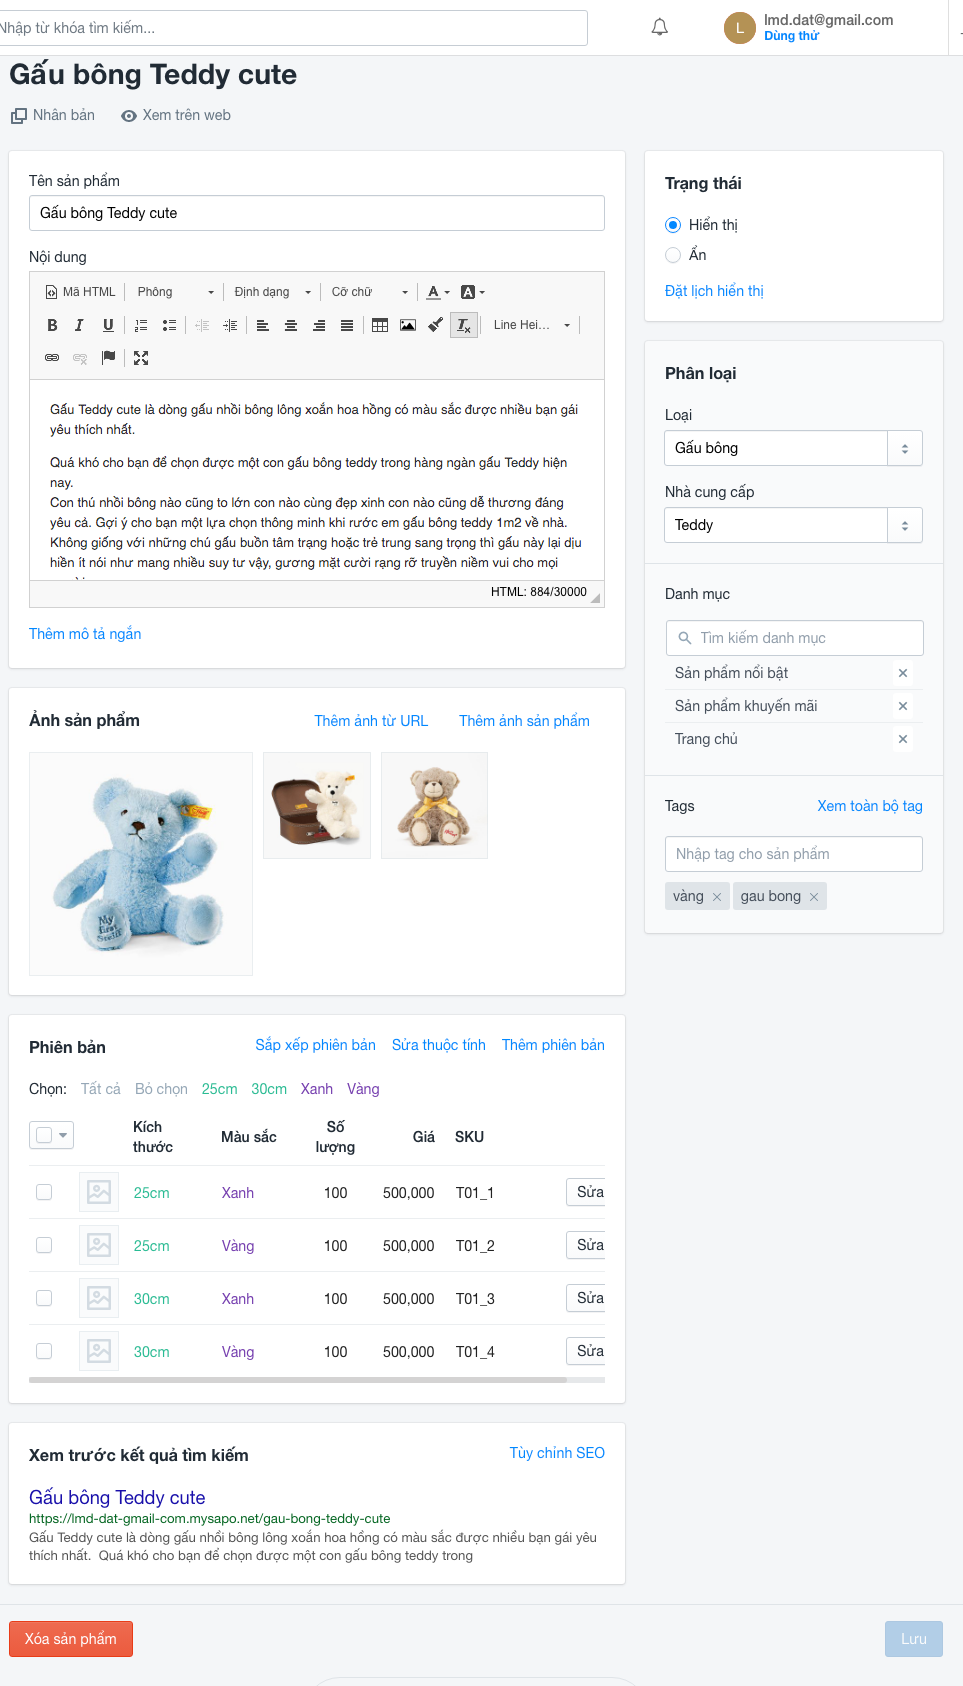 Nhập từ khóa tìm kiếm...
L
lmd.dat@gmail.com
Dùng thử
Gấu bông Teddy cute
Nhân bản
Xem trên web
Tên sản phẩm
Gấu bông Teddy cute
Nội dung
Mã HTML
Phông
Định dạng
Cỡ chữ
Line Hei...
Gấu Teddy cute là dòng gấu nhồi bông lông xoắn hoa hồng có màu sắc được nhiều bạn gái
yêu thích nhất.
Quá khó cho bạn để chọn được một con gấu bông teddy trong hàng ngàn gấu Teddy hiện
nay.
Con thú nhồi bông nào cũng to lớn con nào cùng đẹp xinh con nào cũng dễ thương đáng
yêu cả. Gợi ý cho bạn một lựa chọn thông minh khi rước em gấu bông teddy 1m2 về nhà.
Không giống với những chú gấu buồn tâm trạng hoặc trẻ trung sang trọng thì gấu này lại dịu
hiền ít nói như mang nhiều suy tư vậy, gương mặt cười rạng rỡ truyền niềm vui cho mọi
HTML: 884/30000
Thêm mô tả ngắn
Ảnh sản phẩm
Thêm ảnh từ URL
Thêm ảnh sản phẩm
My
first
Steiff
Phiên bản
Sắp xếp phiên bản
Sửa thuộc tính
Thêm phiên bản
Chọn: Tất cả Bỏ chọn 25cm 30cm Xanh Vàng
Kích thước Màu sắc Số lượng Giá SKU
25cm Xanh 100 500,000 T01_1 Sửa
25cm Vàng 100 500,000 T01_2 Sửa
30cm Xanh 100 500,000 T01_3 Sửa
30cm Vàng 100 500,000 T01_4 Sửa
Xem trước kết quả tìm kiếm
Tùy chỉnh SEO
Gấu bông Teddy cute
https://lmd-dat-gmail-com.mysapo.net/gau-bong-teddy-cute
Gấu Teddy cute là dòng gấu nhồi bông lông xoắn hoa hồng có màu sắc được nhiều bạn gái yêu
thích nhất. Quá khó cho bạn để chọn được một con gấu bông teddy trong
Trạng thái
Hiển thị
Ẩn
Đặt lịch hiển thị
Phân loại
Loại
Gấu bông
Nhà cung cấp
Teddy
Danh mục
Tìm kiếm danh mục
Sản phẩm nổi bật
Sản phẩm khuyến mãi
Trang chủ
Tags
Xem toàn bộ tag
Nhập tag cho sản phẩm
vàng
gau bong
Xóa sản phẩm
Lưu